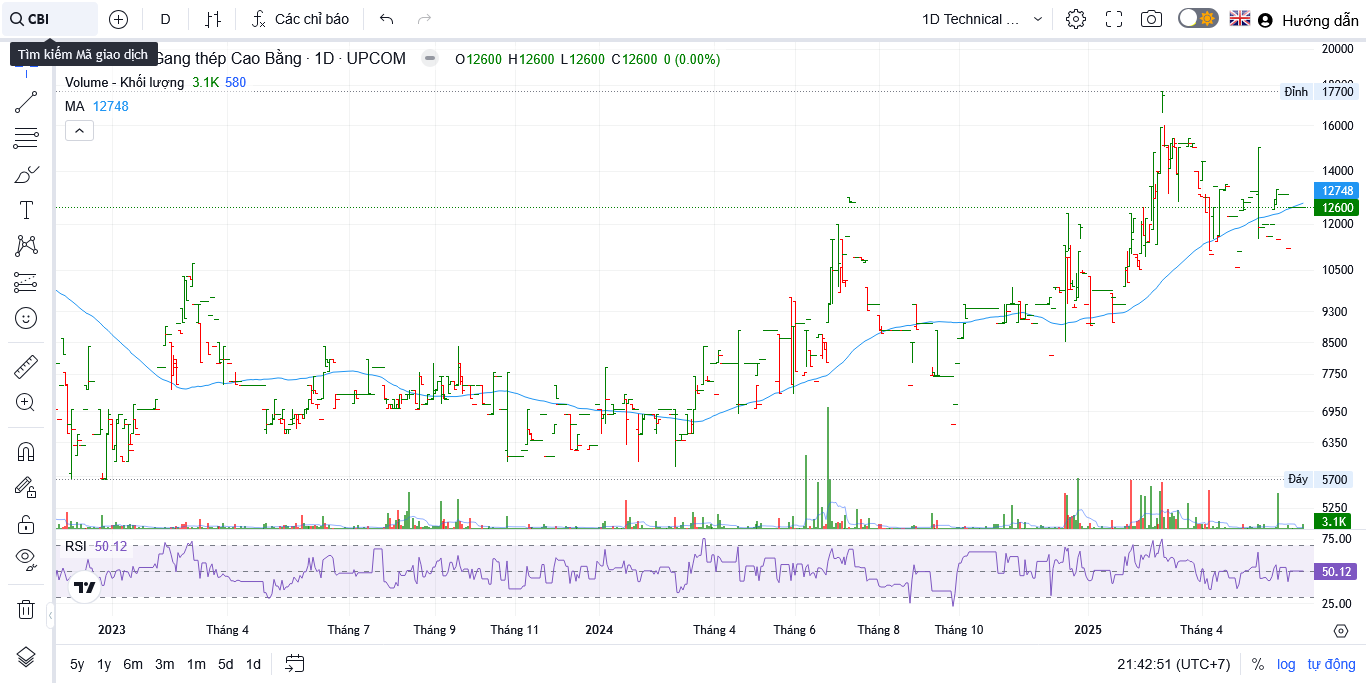 CBI
D
Các chỉ báo
1D Technical ...
Hướng dẫn
Tìm kiếm Mã giao dịch
Gang thép Cao Bằng · 1D · UPCOM
O12600 H12600 L12600 C12600 0 (0.00%)
Volume - Khối lượng 3.1K 580
MA 12748
20000
Đỉnh 17700
16000
14000
12748
12600
12000
10500
9300
8500
7750
6950
6350
Đáy 5700
5250
3.1K
RSI 50.12
75.00
50.12
25.00
2023 Tháng 4 Tháng 7 Tháng 9 Tháng 11 2024 Tháng 4 Tháng 6 Tháng 8 Tháng 10 2025 Tháng 4
5y 1y 6m 3m 1m 5d 1d
21:42:51 (UTC+7) % log tự động